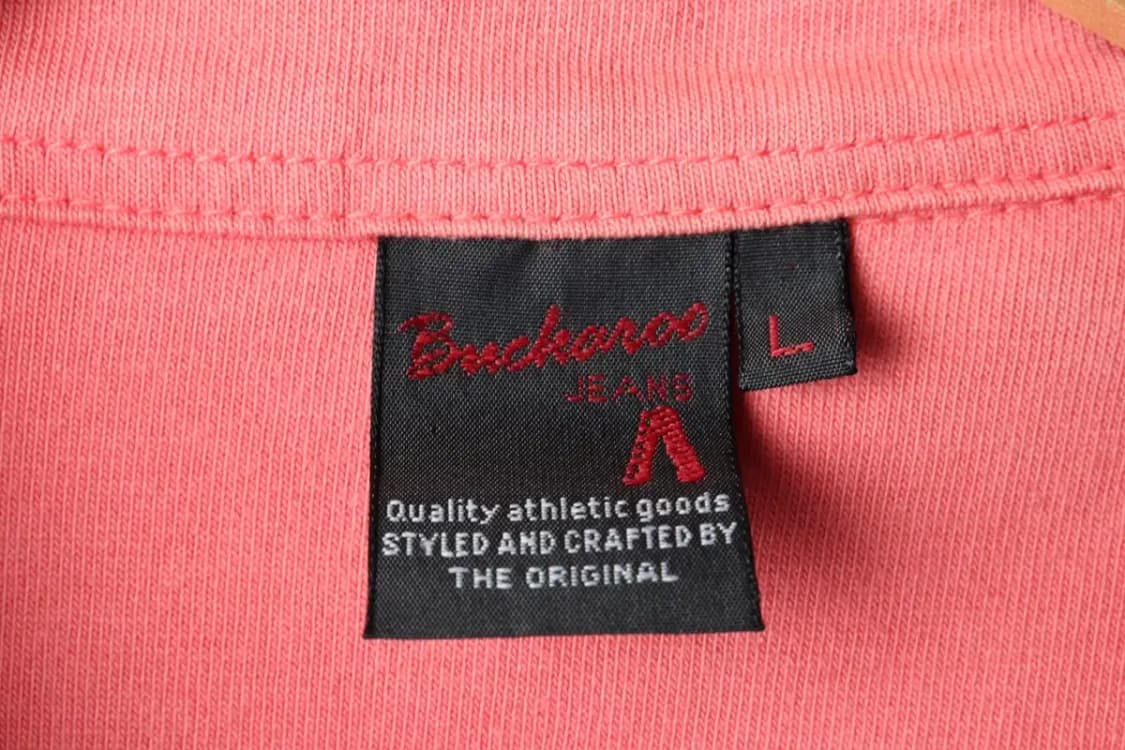 Buckaroo
JEANS
Quality athletic goods
STYLED AND CRAFTED BY
THE ORIGINAL
L